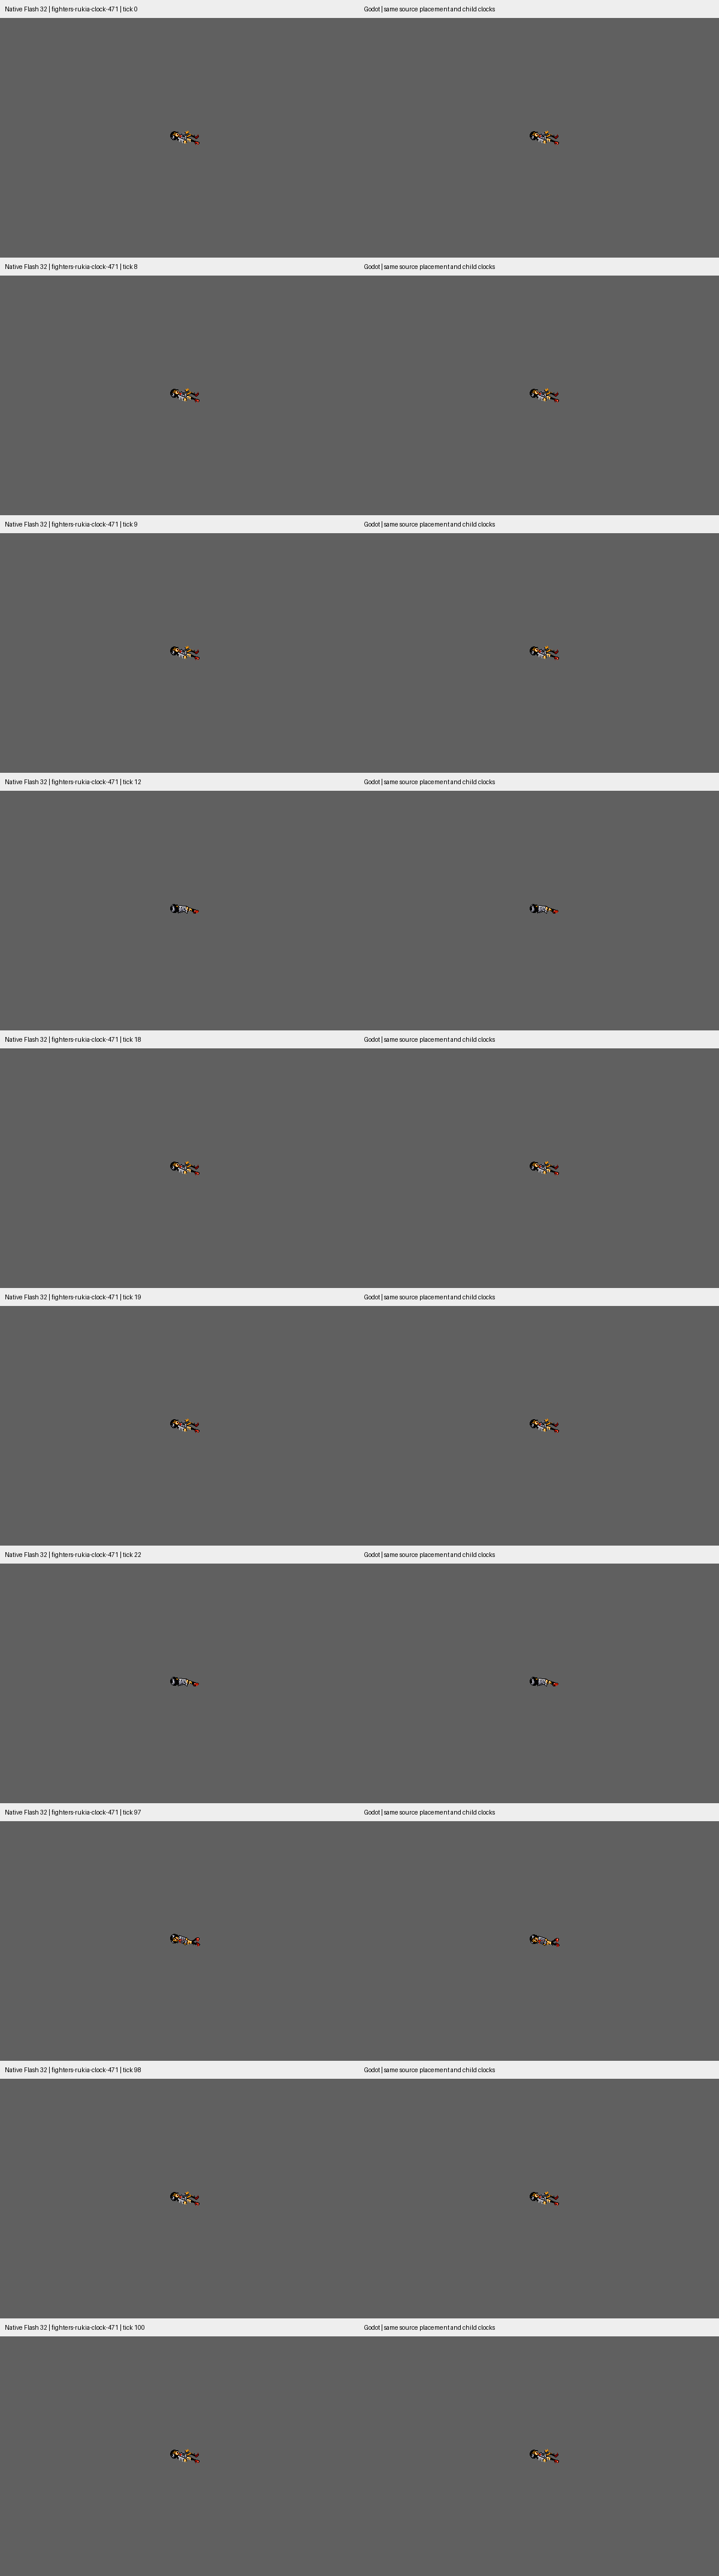 Native Flash 32 | fighters-rukia-clock-471 | tick 0 Godot | same source placement and child clocks
Native Flash 32 | fighters-rukia-clock-471 | tick 8 Godot | same source placement and child clocks
Native Flash 32 | fighters-rukia-clock-471 | tick 9 Godot | same source placement and child clocks
Native Flash 32 | fighters-rukia-clock-471 | tick 12 Godot | same source placement and child clocks
Native Flash 32 | fighters-rukia-clock-471 | tick 18 Godot | same source placement and child clocks
Native Flash 32 | fighters-rukia-clock-471 | tick 19 Godot | same source placement and child clocks
Native Flash 32 | fighters-rukia-clock-471 | tick 22 Godot | same source placement and child clocks
Native Flash 32 | fighters-rukia-clock-471 | tick 97 Godot | same source placement and child clocks
Native Flash 32 | fighters-rukia-clock-471 | tick 98 Godot | same source placement and child clocks
Native Flash 32 | fighters-rukia-clock-471 | tick 100 Godot | same source placement and child clocks